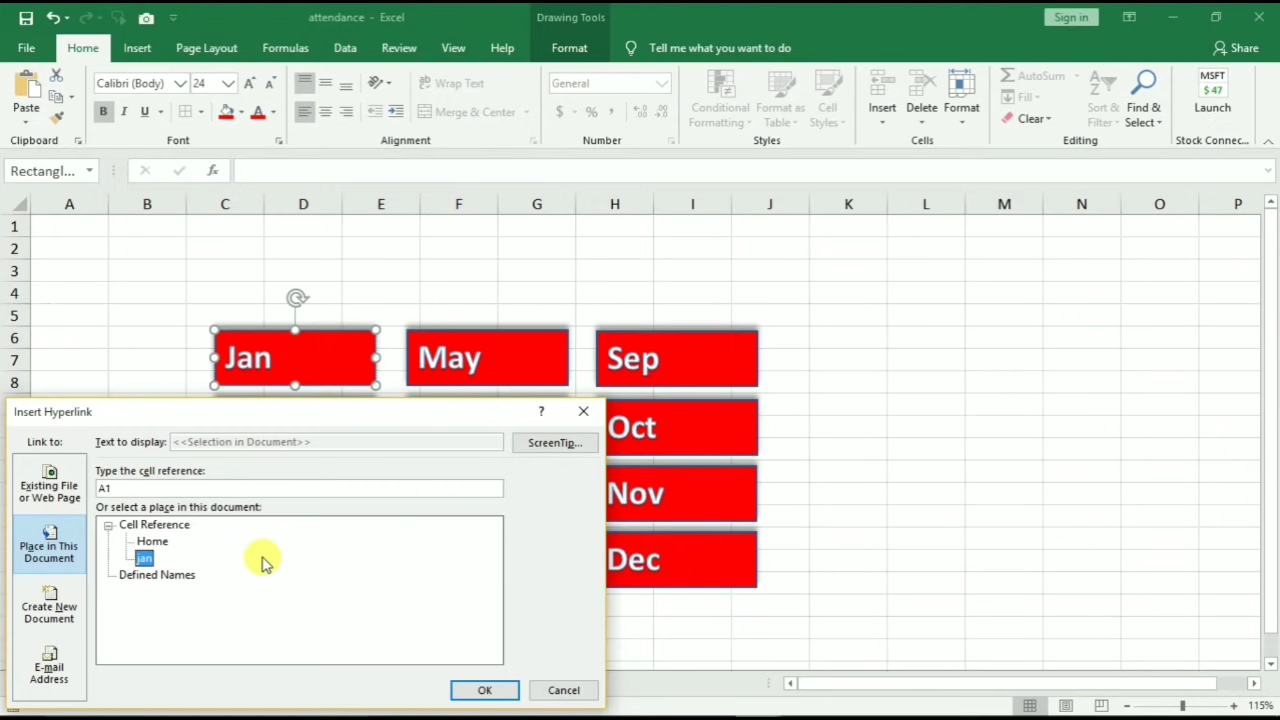 attendance - Excel
Drawing Tools
Sign in
File Home Insert Page Layout Formulas Data Review View Help Format Tell me what you want to do Share
Paste
Calibri (Body) 24
B I U
Wrap Text
Merge & Center
General
$ % ,
Conditional Formatting
Format as Table
Cell Styles
Insert
Delete
Format
AutoSum
Fill
Clear
Sort & Filter
Find & Select
MSFT
$ 47
Launch
Clipboard Font Alignment Number Styles Cells Editing Stock Connec...
Rectangl... fx
A B C D E F G H I J K L M N O P
1
2
3
4
5
6
7
8
Jan May Sep
Oct
Nov
Dec
Insert Hyperlink ?
Link to:
Text to display: <<Selection in Document>>
ScreenTip...
Existing File or Web Page
Place in This Document
Create New Document
E-mail Address
Type the cell reference:
A1
Or select a place in this document:
Cell Reference
Home
jan
Defined Names
OK Cancel
115%